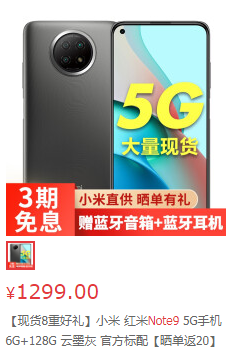 5G
大量现货
3期
免息
小米直供 晒单有礼
赠蓝牙音箱+蓝牙耳机
¥1299.00
【现货8重好礼】小米 红米Note9 5G手机
6G+128G 云墨灰 官方标配【晒单返20】